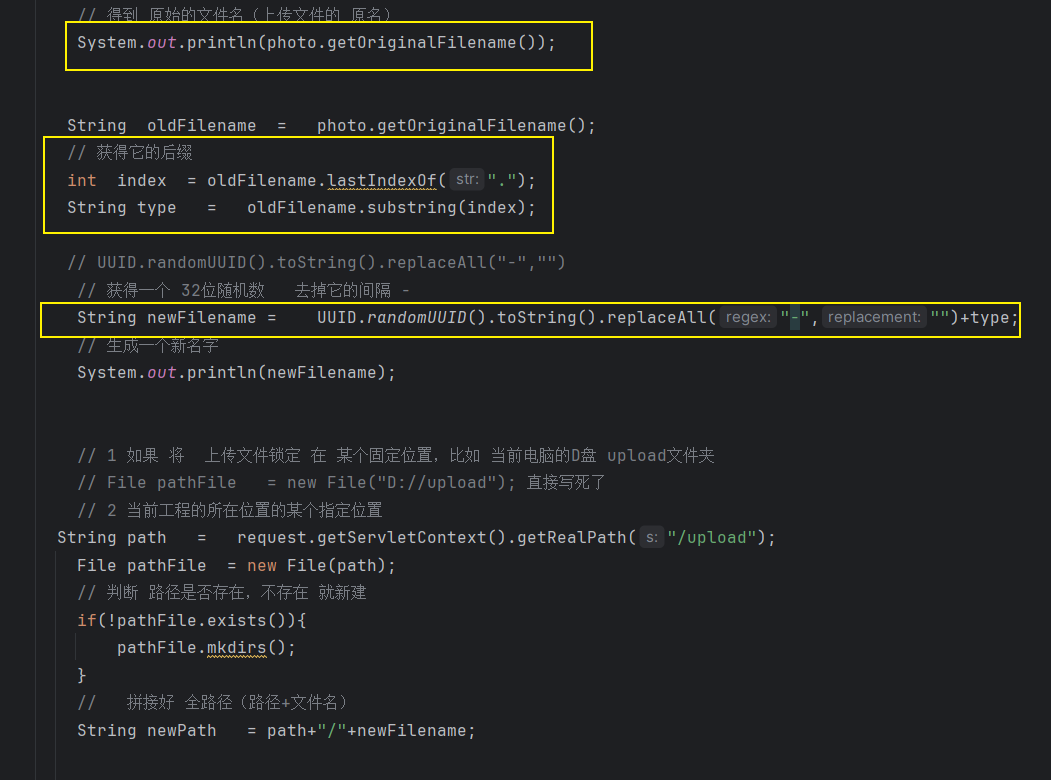 // 得到 原始的文件名（上传文件的 原名）
System.out.println(photo.getOriginalFilename());
String oldFilename = photo.getOriginalFilename();
// 获得它的后缀
int index = oldFilename.lastIndexOf( str: ".");
String type = oldFilename.substring(index);
// UUID.randomUUID().toString().replaceAll("-","")
// 获得一个 32位随机数 去掉它的间隔 -
String newFilename = UUID.randomUUID().toString().replaceAll( regex: "-", replacement: "")+type;
// 生成一个新名字
System.out.println(newFilename);
// 1 如果 将 上传文件锁定 在 某个固定位置，比如 当前电脑的D盘 upload文件夹
// File pathFile = new File("D://upload"); 直接写死了
// 2 当前工程的所在位置的某个指定位置
String path = request.getServletContext().getRealPath( s: "/upload");
File pathFile = new File(path);
// 判断 路径是否存在，不存在 就新建
if(!pathFile.exists()){
pathFile.mkdirs();
}
// 拼接好 全路径（路径+文件名）
String newPath = path+"/"+newFilename;